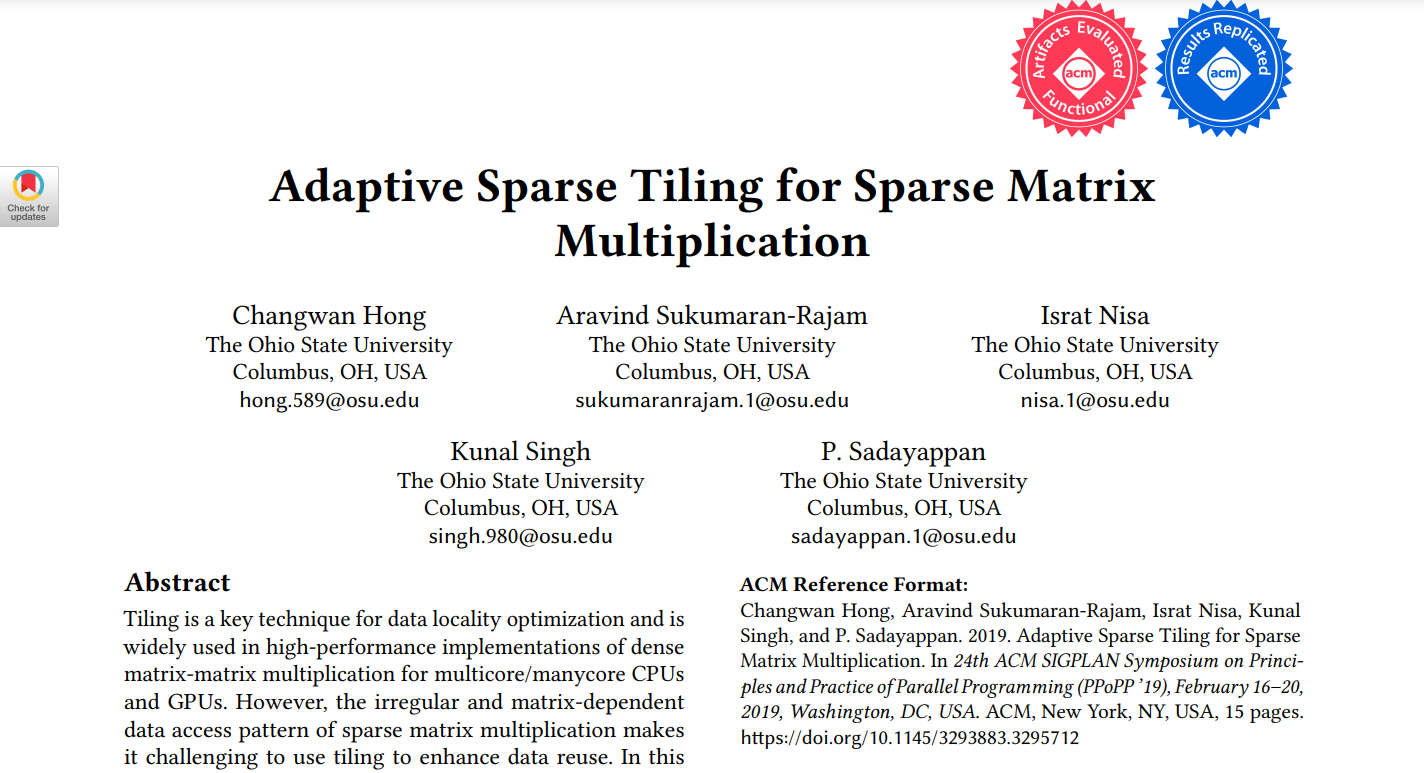 Artifacts Evaluated
acm
Functional
Results Replicated
acm
Check for
updates
Adaptive Sparse Tiling for Sparse Matrix
Multiplication
Changwan Hong
The Ohio State University
Columbus, OH, USA
hong.589@osu.edu
Aravind Sukumaran-Rajam
The Ohio State University
Columbus, OH, USA
sukumaranrajam.1@osu.edu
Israt Nisa
The Ohio State University
Columbus, OH, USA
nisa.1@osu.edu
Kunal Singh
The Ohio State University
Columbus, OH, USA
singh.980@osu.edu
P. Sadayappan
The Ohio State University
Columbus, OH, USA
sadayappan.1@osu.edu
Abstract
Tiling is a key technique for data locality optimization and is
widely used in high-performance implementations of dense
matrix-matrix multiplication for multicore/manycore CPUs
and GPUs. However, the irregular and matrix-dependent
data access pattern of sparse matrix multiplication makes
it challenging to use tiling to enhance data reuse. In this
ACM Reference Format:
Changwan Hong, Aravind Sukumaran-Rajam, Israt Nisa, Kunal
Singh, and P. Sadayappan. 2019. Adaptive Sparse Tiling for Sparse
Matrix Multiplication. In 24th ACM SIGPLAN Symposium on Princi-
ples and Practice of Parallel Programming (PPoPP ’19), February 16–20,
2019, Washington, DC, USA. ACM, New York, NY, USA, 15 pages.
https://doi.org/10.1145/3293883.3295712